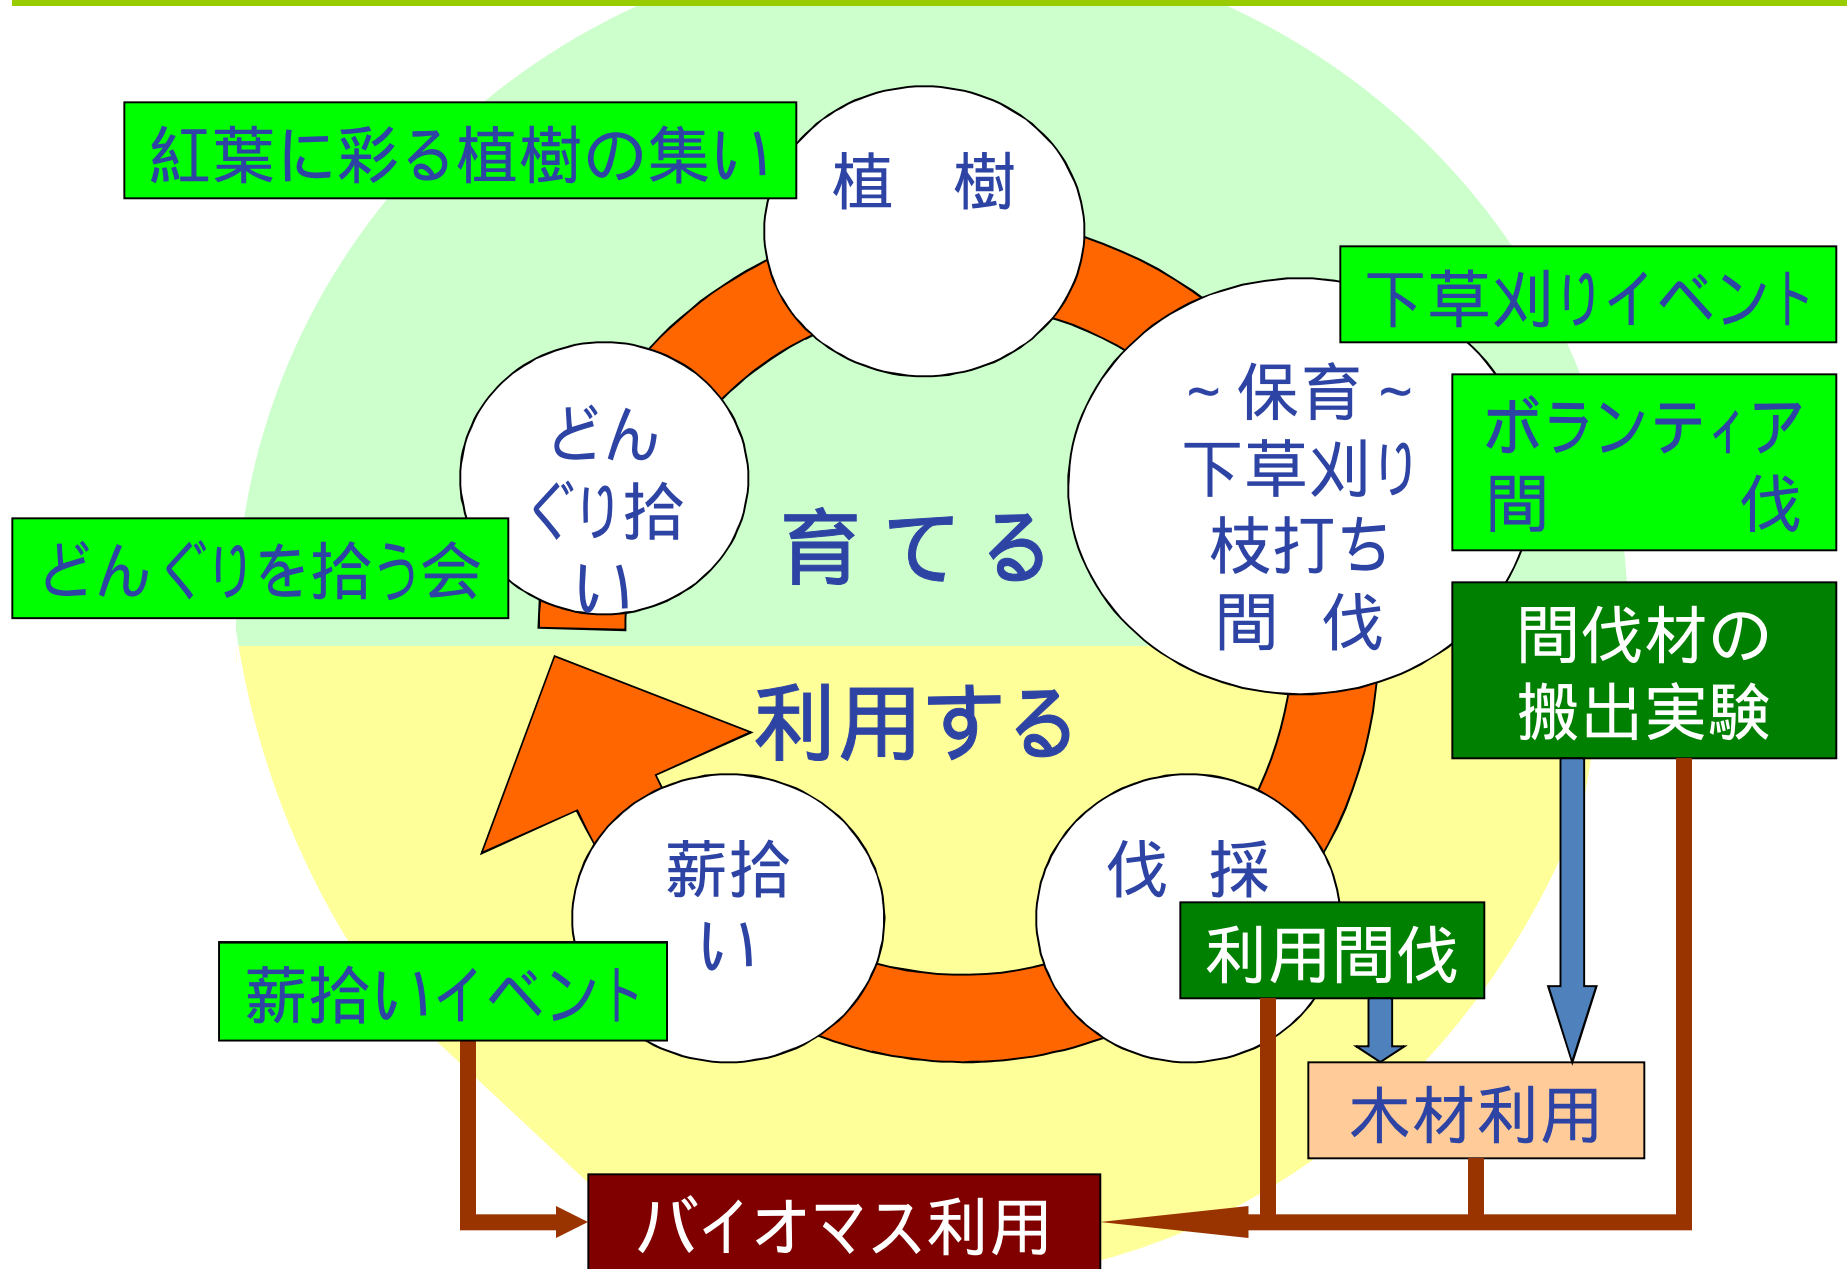 紅葉に彩る植樹の集い
植　樹
下草刈りイベント
～保育～
下草刈り
枝打ち
間　伐
ボランティア
間　伐
どん
ぐり拾
い
どんぐりを拾う会
育てる
間伐材の
搬出実験
利用する
薪拾
い
伐　採
利用間伐
薪拾いイベント
木材利用
バイオマス利用